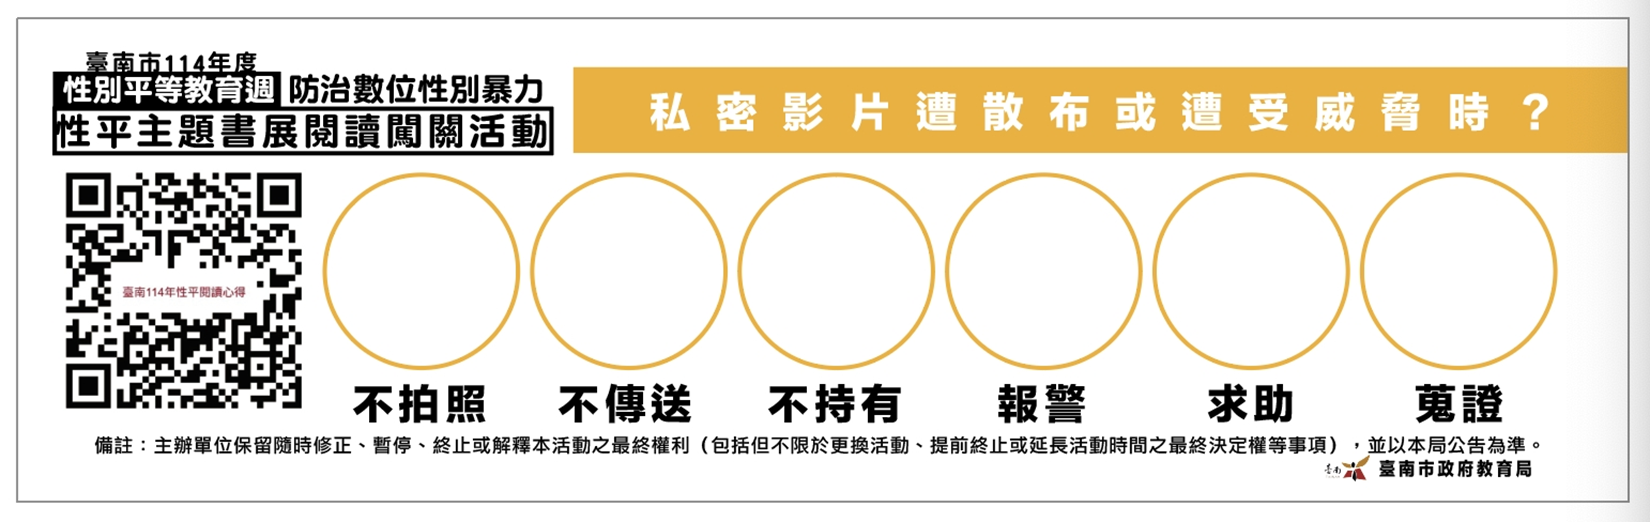 臺南市114年度
性別平等教育週 防治數位性別暴力
性平主題書展閱讀闖關活動
私密影片遭散布或遭受威脅時？
臺南114年性平閱讀心得
不拍照 不傳送 不持有 報警 求助 蒐證
備註：主辦單位保留隨時修正、暫停、終止或解釋本活動之最終權利（包括但不限於更換活動、提前終止或延長活動時間之最終決定權等事項），並以本局公告為準。
臺南 臺南市政府教育局